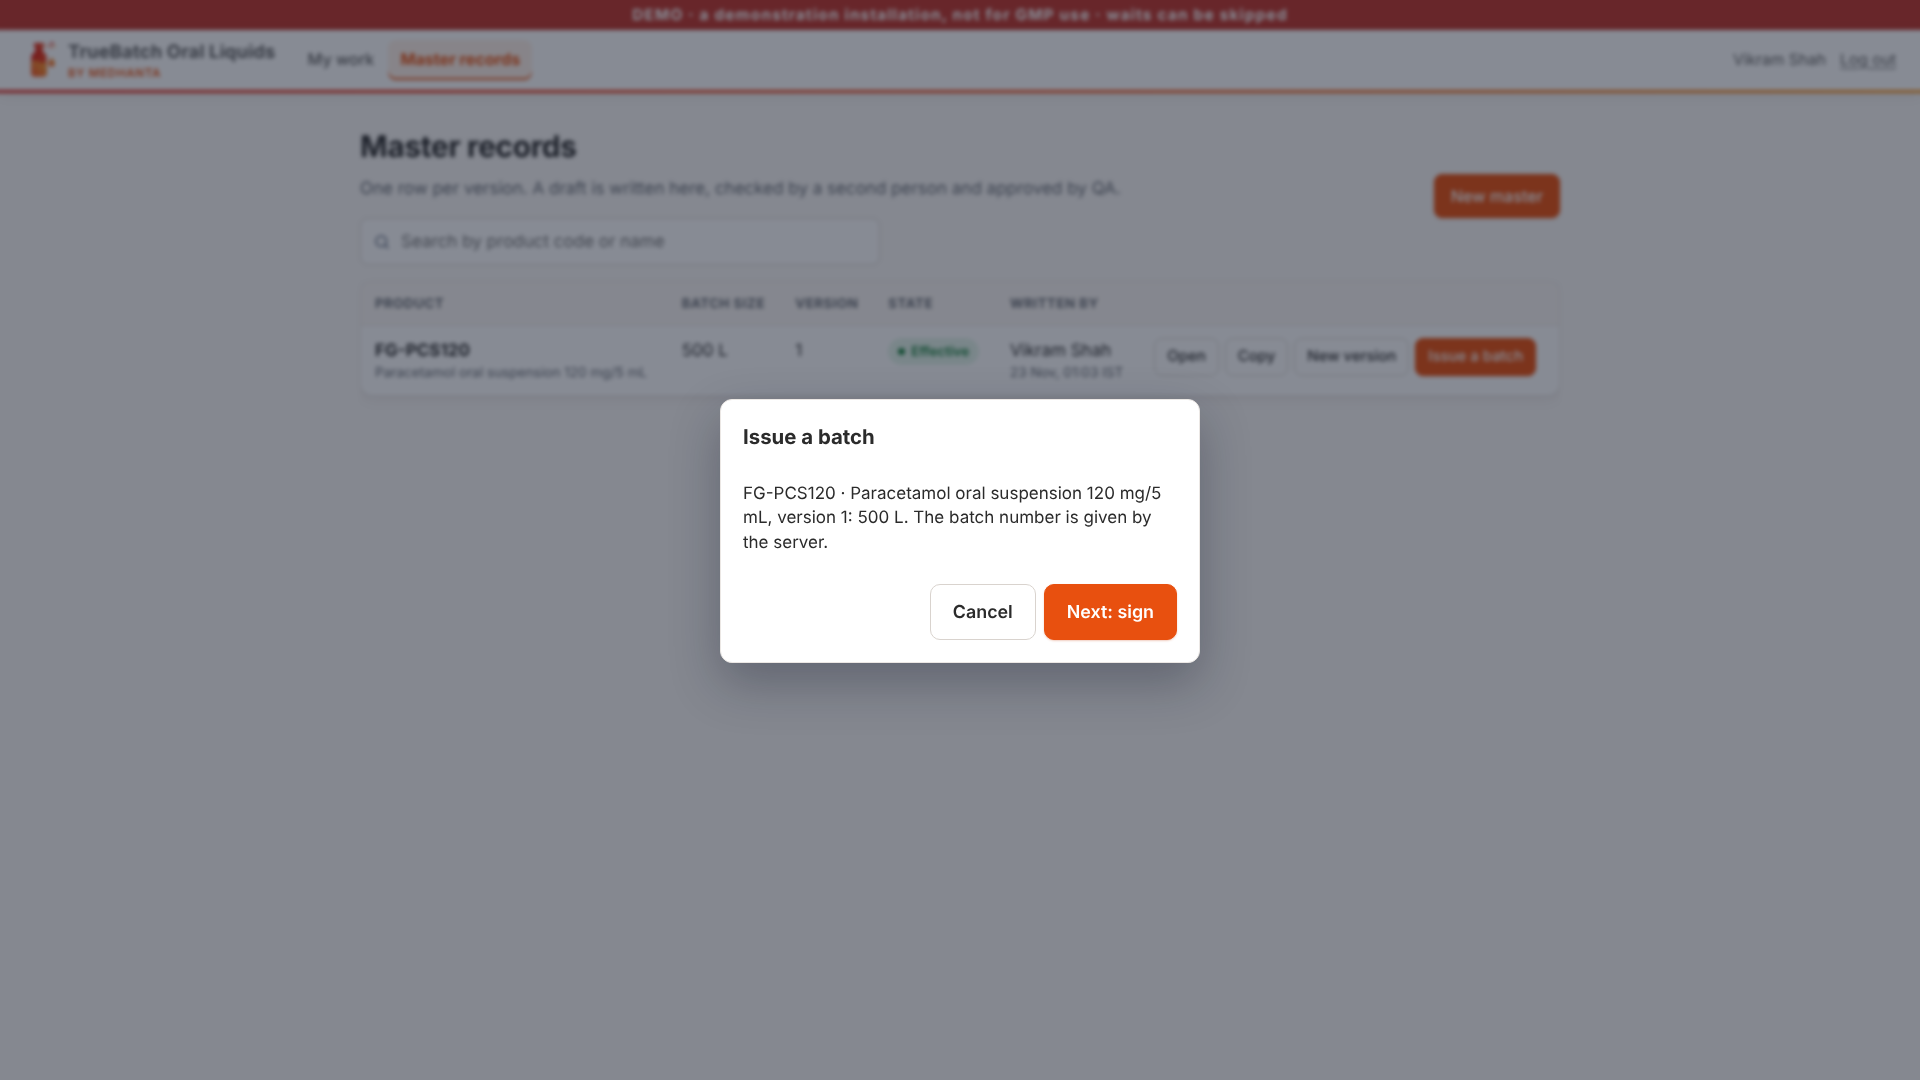 DEMO · a demonstration installation, not for GMP use · waits can be skipped
TrueBatch Oral Liquids
BY MEDHANTA
My work
Master records
Vikram Shah
Log out
Master records
One row per version. A draft is written here, checked by a second person and approved by QA.
New master
Search by product code or name
PRODUCT BATCH SIZE VERSION STATE WRITTEN BY
FG-PCS120 500 L 1 Effective Vikram Shah Open Copy New version Issue a batch
Paracetamol oral suspension 120 mg/5 mL 23 Nov, 01:03 IST
Issue a batch
FG-PCS120 · Paracetamol oral suspension 120 mg/5
mL, version 1: 500 L. The batch number is given by
the server.
Cancel Next: sign